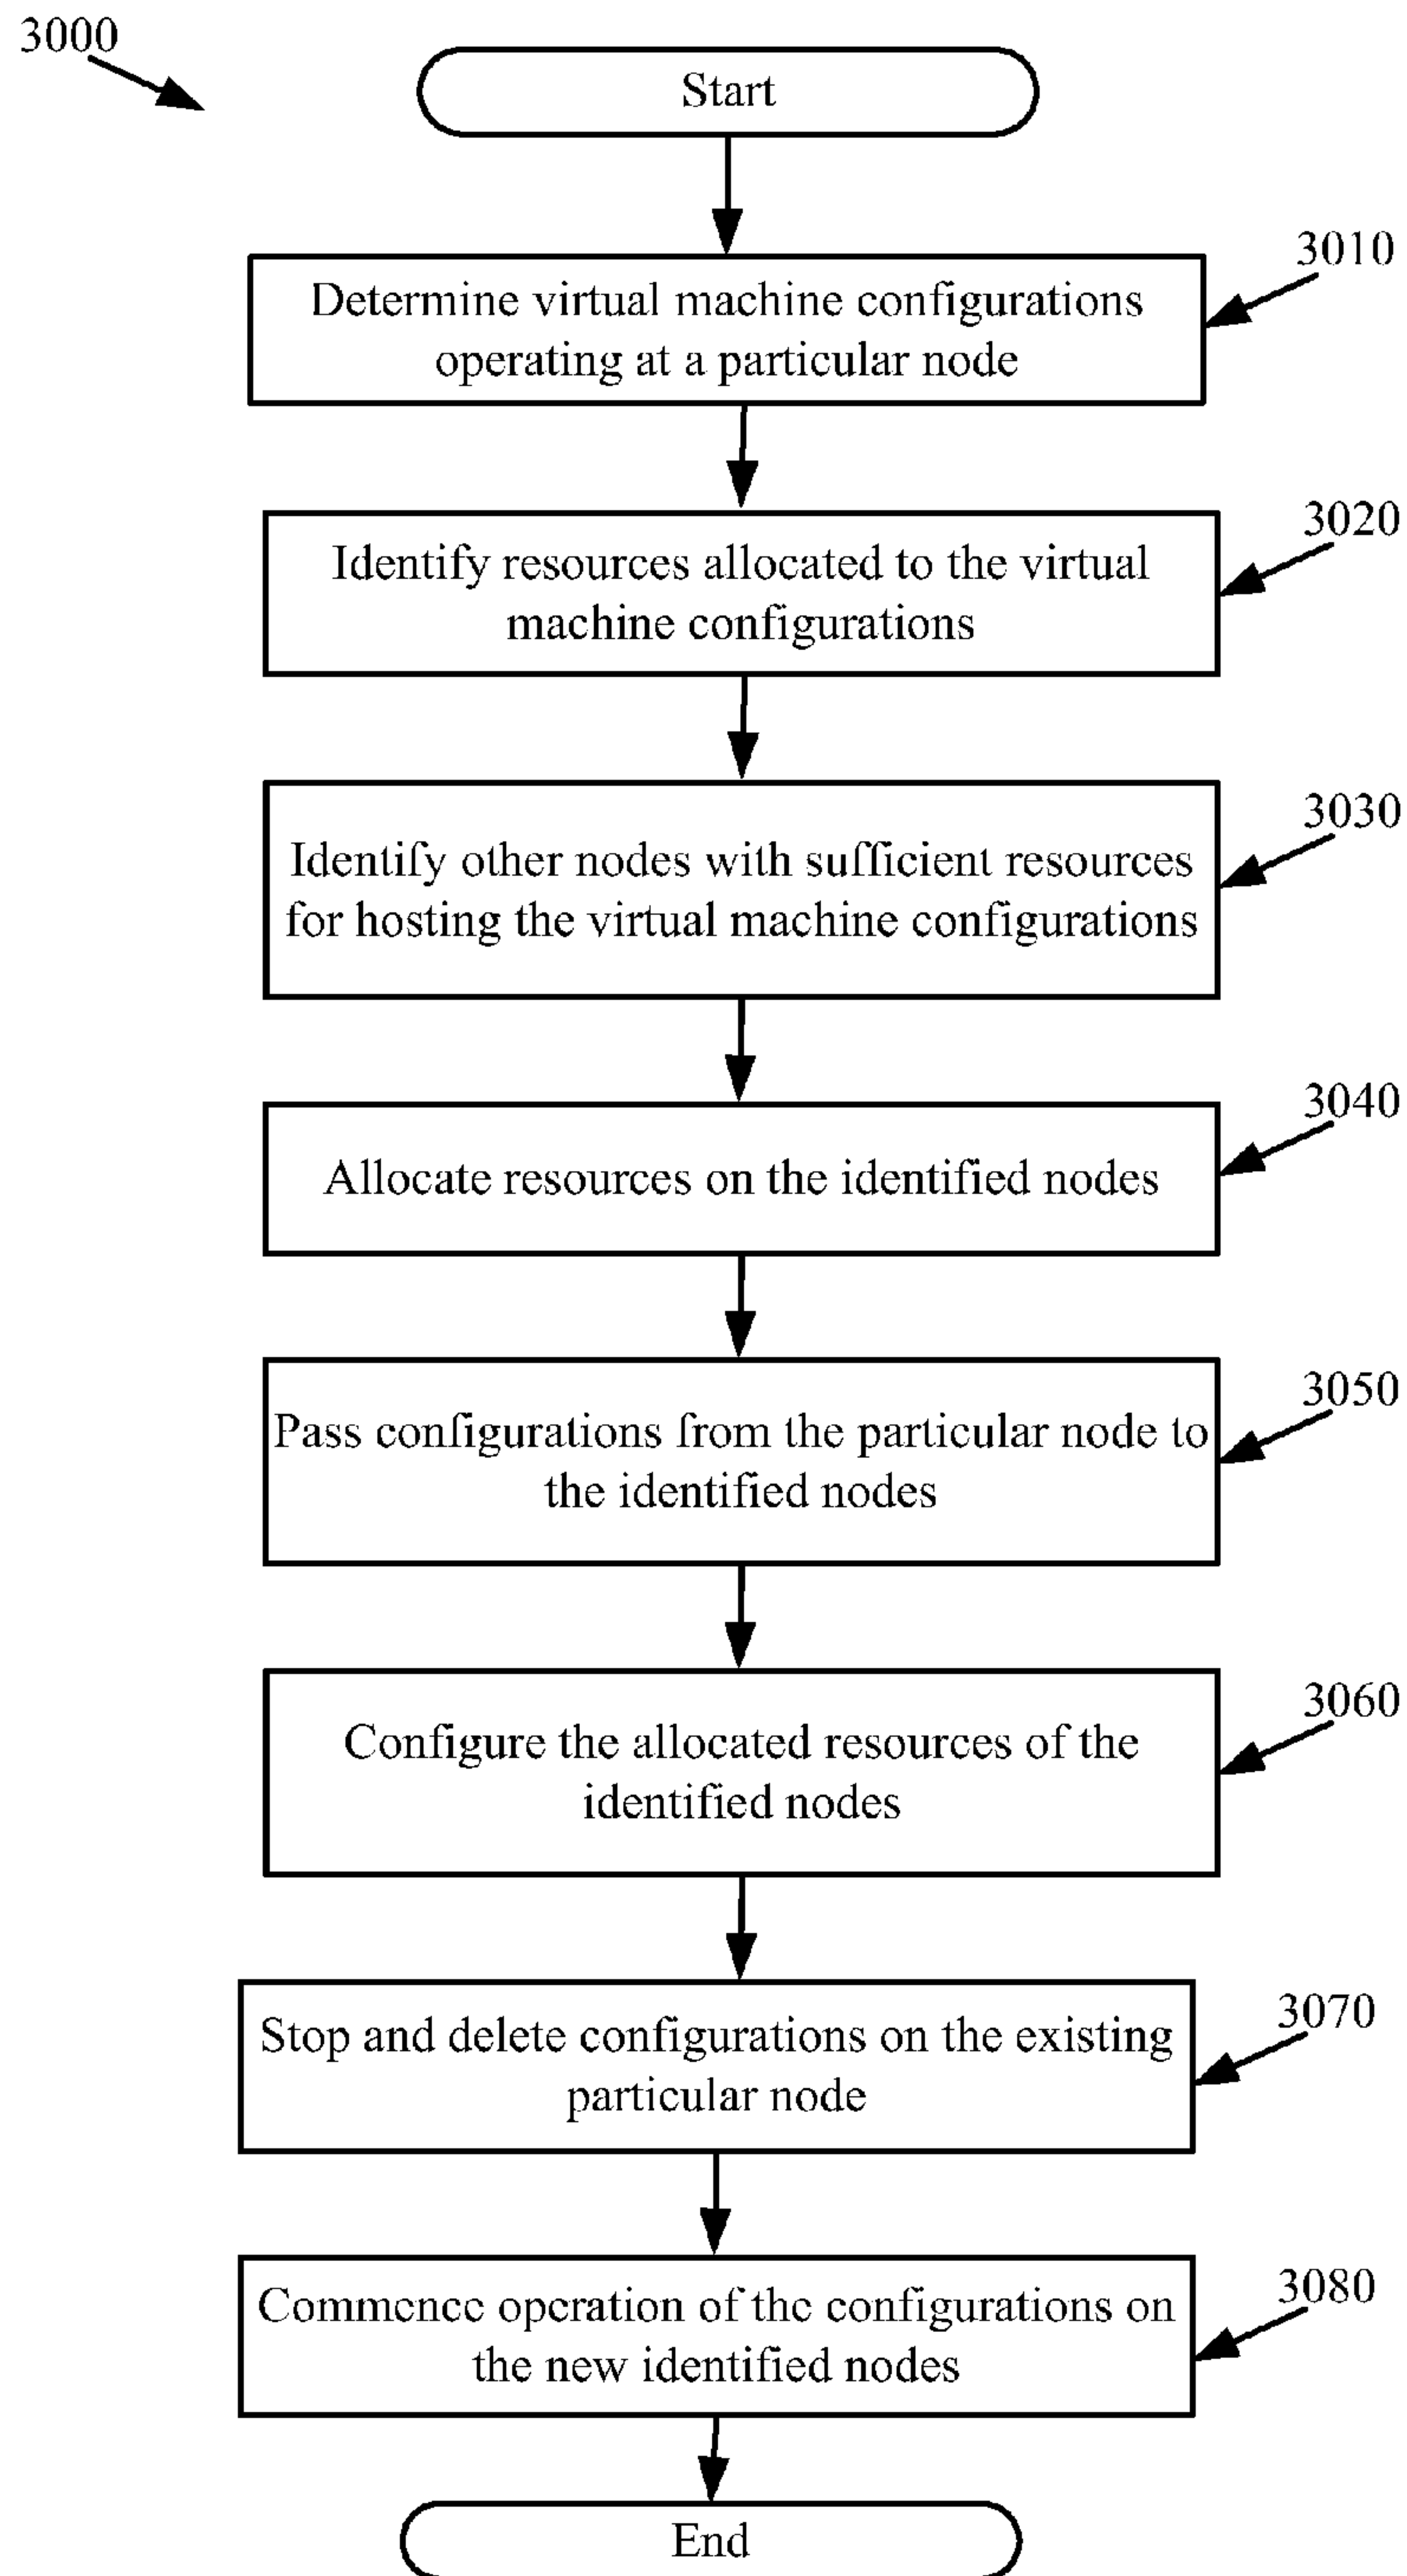 3000
Start
3010
Determine virtual machine configurations
operating at a particular node
3020
Identify resources allocated to the virtual
machine configurations
3030
Identify other nodes with sufficient resources
for hosting the virtual machine configurations
3040
Allocate resources on the identified nodes
3050
Pass configurations from the particular node to
the identified nodes
3060
Configure the allocated resources of the
identified nodes
3070
Stop and delete configurations on the existing
particular node
3080
Commence operation of the configurations on
the new identified nodes
End